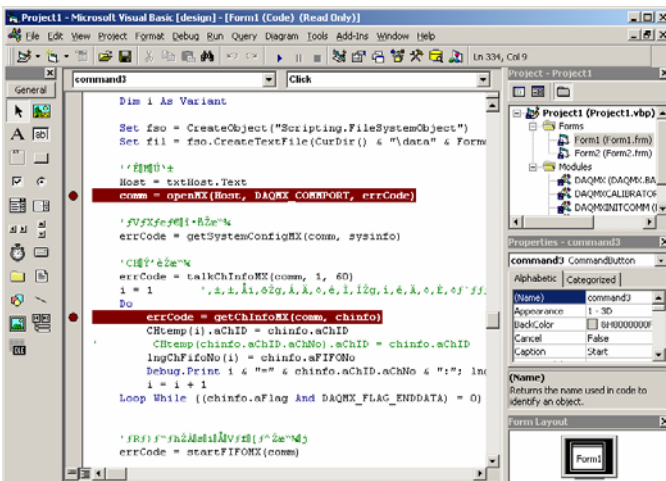 Project1 - Microsoft Visual Basic [design] - [Form1 (Code) (Read Only)]
File Edit View Project Format Debug Run Query Diagram Tools Add-Ins Window Help
Ln 334, Col 9
General
command3
Click
Dim i As Variant
Set fso = CreateObject("Scripting.FileSystemObject")
Set fil = fso.CreateTextFile(CurDir() & "\data" & Form
Host = txtHost.Text
comm = openMX(Host, DAQMX_COMMPORT, errCode)
errCode = getSystemConfigMX(comm, sysinfo)
errCode = talkChInfoMX(comm, 1, 60)
i = 1
Do
errCode = getChInfoMX(comm, chinfo)
CHtemp(i).aChID = chinfo.aChID
' CHtemp(chinfo.aChID.aChNo).aChID = chinfo.aChID
lngChFifoNo(i) = chinfo.aFIFONo
Debug.Print i & "=" & chinfo.aChID.aChNo & ":"; lng
i = i + 1
Loop While ((chinfo.aFlag And DAQMX_FLAG_ENDDATA) = 0)
errCode = startFIFOMX(comm)
Project - Project1
Project1 (Project1.vbp)
Forms
Form1 (Form1.frm)
Form2 (Form2.frm)
Modules
DAQMX (DAQMX.BA
DAQMXCALIBRATOR
DAQMXINITCOMM (
Properties - command3
command3 CommandButton
Alphabetic Categorized
(Name) command3
Appearance 1 - 3D
BackColor &H8000000F
Cancel False
Caption Start
(Name)
Returns the name used in code to
identify an object.
Form Layout
Form1